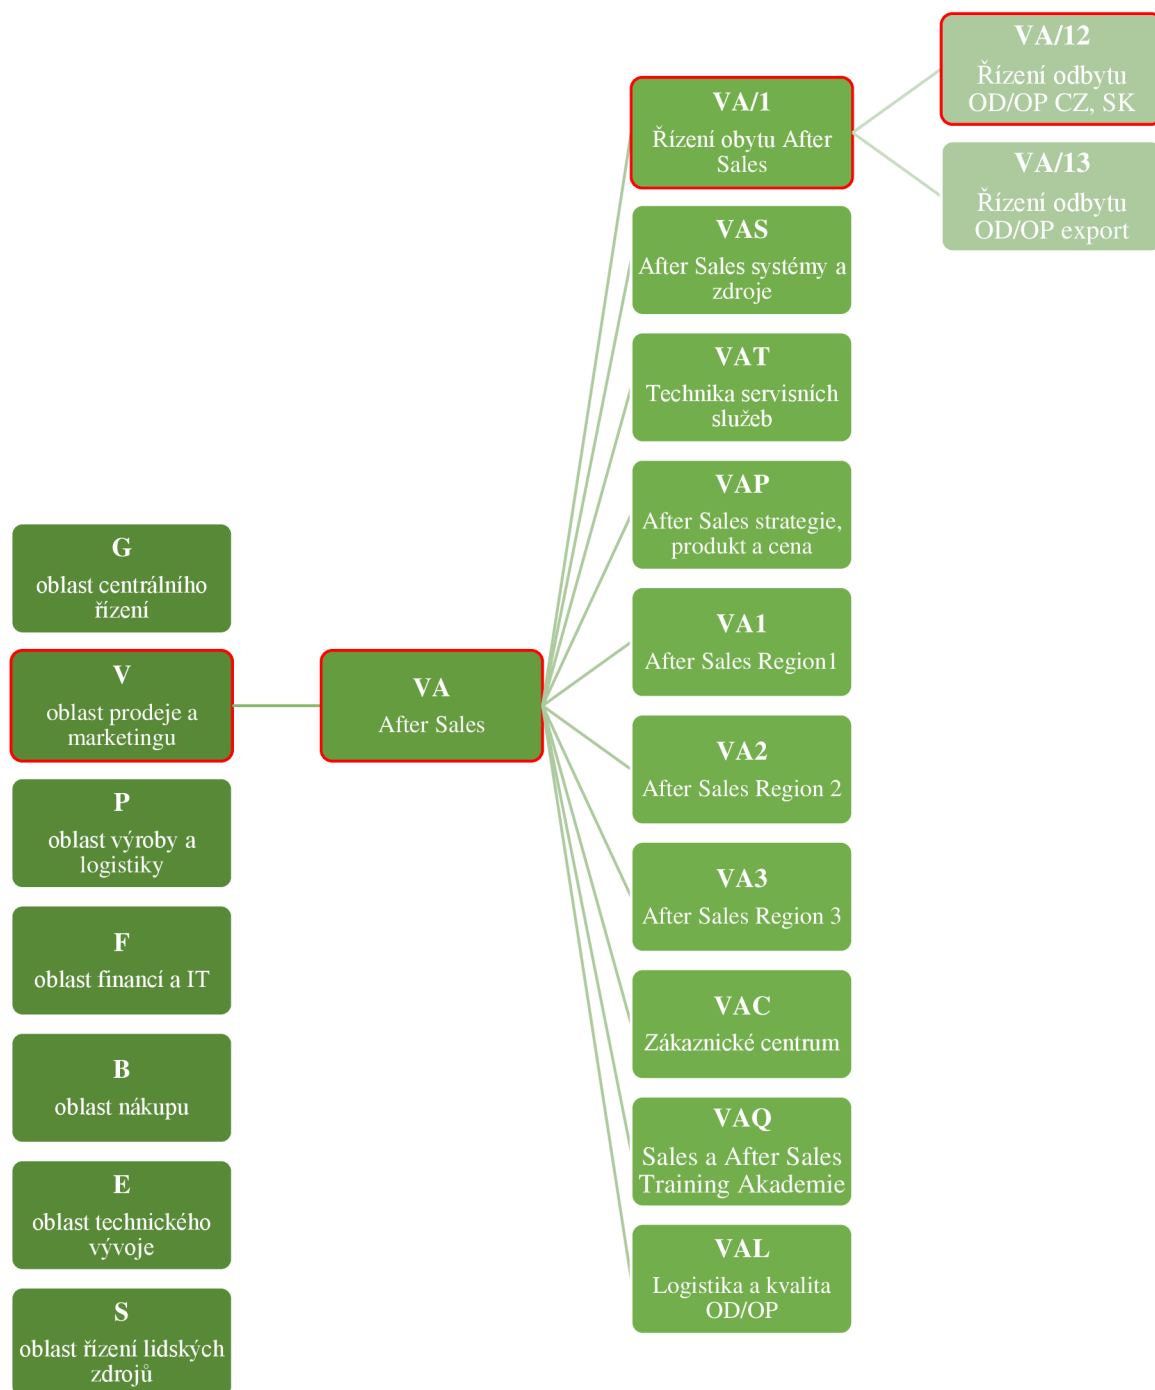 G
oblast centrálního
řízení
V
oblast prodeje a
marketingu
P
oblast výroby a
logistiky
F
oblast financí a IT
B
oblast nákupu
E
oblast technického
vývoje
S
oblast řízení lidských
zdrojů
VA
After Sales
VA/1
Řízení obytu After
Sales
VAS
After Sales systémy a
zdroje
VAT
Technika servisních
služeb
VAP
After Sales strategie,
produkt a cena
VA1
After Sales Region1
VA2
After Sales Region 2
VA3
After Sales Region 3
VAC
Zákaznické centrum
VAQ
Sales a After Sales
Training Akademie
VAL
Logistika a kvalita
OD/OP
VA/12
Řízení odbytu
OD/OP CZ, SK
VA/13
Řízení odbytu
OD/OP export